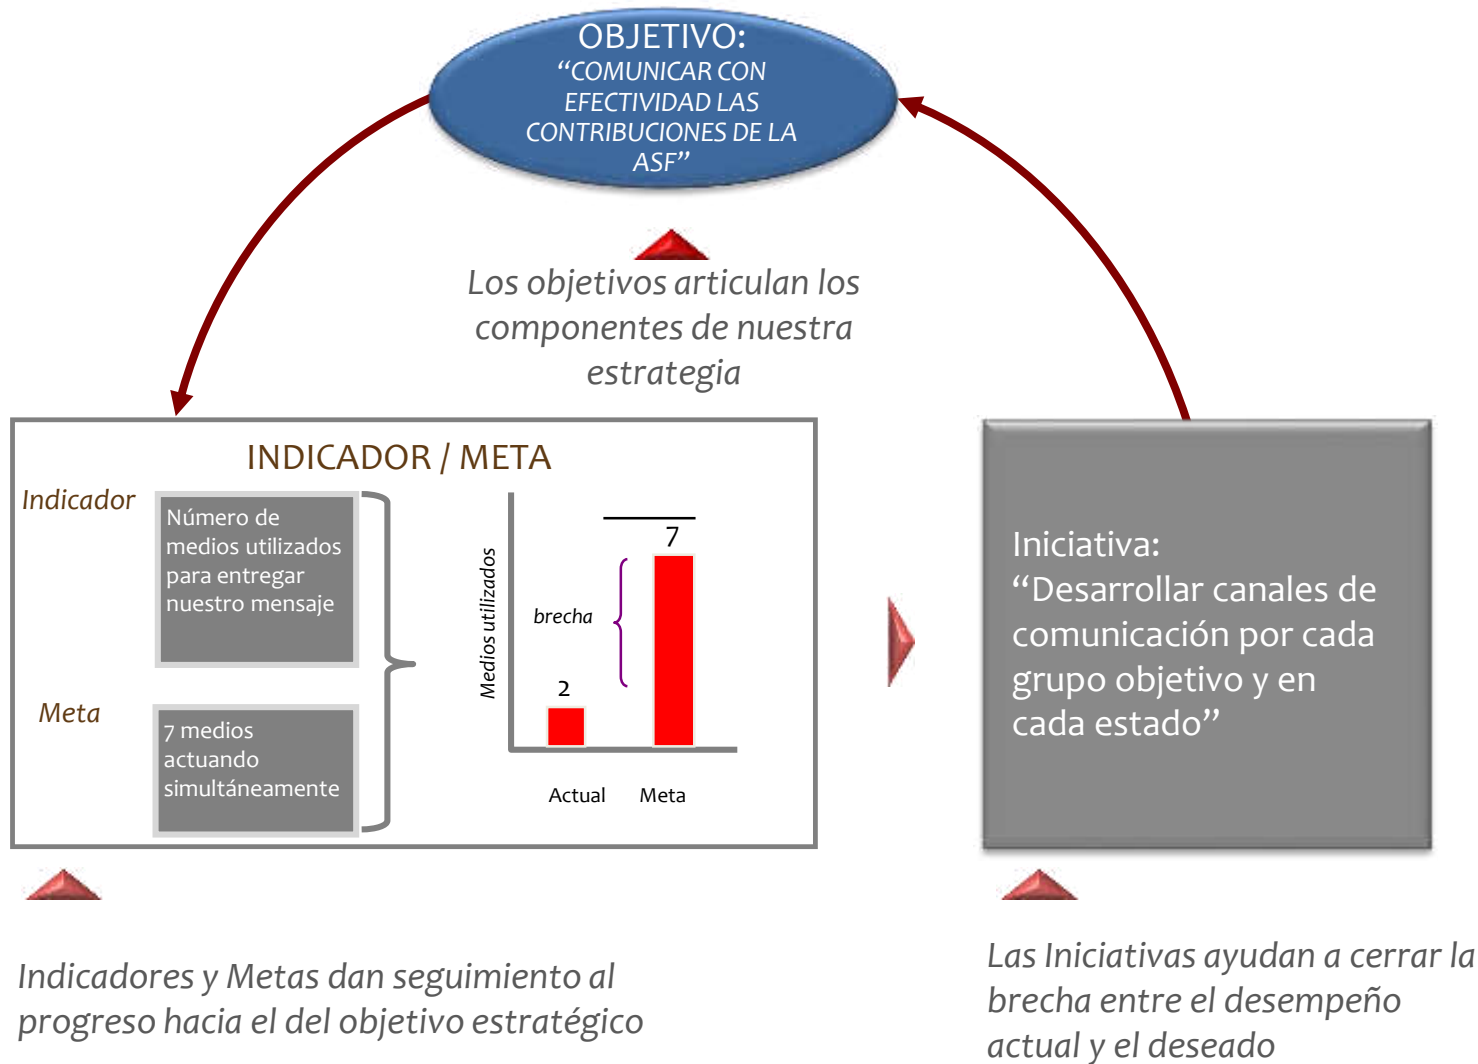 OBJETIVO:
“COMUNICAR CON
EFECTIVIDAD LAS
CONTRIBUCIONES DE LA
ASF”
Los objetivos articulan los
componentes de nuestra
estrategia
INDICADOR / META
Indicador
Número de
medios utilizados
para entregar
nuestro mensaje
Meta
7 medios
actuando
simultáneamente
Medios utilizados
brecha
7
2
Actual
Meta
Iniciativa:
“Desarrollar canales de
comunicación por cada
grupo objetivo y en
cada estado”
Indicadores y Metas dan seguimiento al
progreso hacia el del objetivo estratégico
Las Iniciativas ayudan a cerrar la
brecha entre el desempeño
actual y el deseado